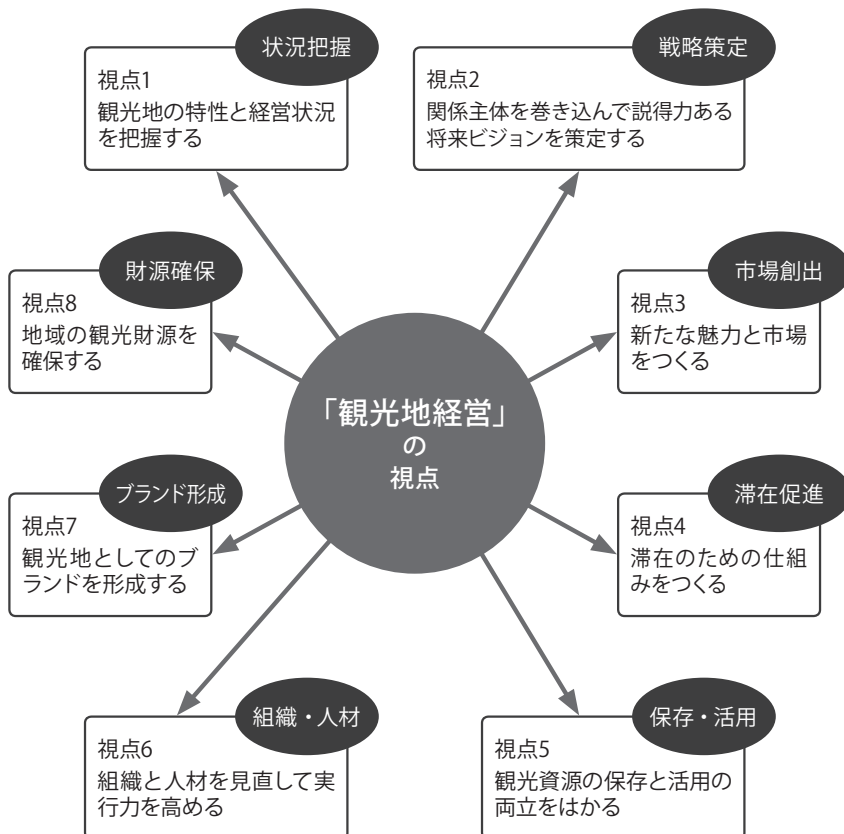 状況把握
視点1
観光地の特性と経営状況
を把握する
戦略策定
視点2
関係主体を巻き込んで説得力ある
将来ビジョンを策定する
財源確保
視点8
地域の観光財源を
確保する
市場創出
視点3
新たな魅力と市場
をつくる
「観光地経営」
の
視点
ブランド形成
視点7
観光地としてのブ
ランドを形成する
滞在促進
視点4
滞在のための仕組
みをつくる
組織・人材
視点6
組織と人材を見直して実
行力を高める
保存・活用
視点5
観光資源の保存と活用の
両立をはかる